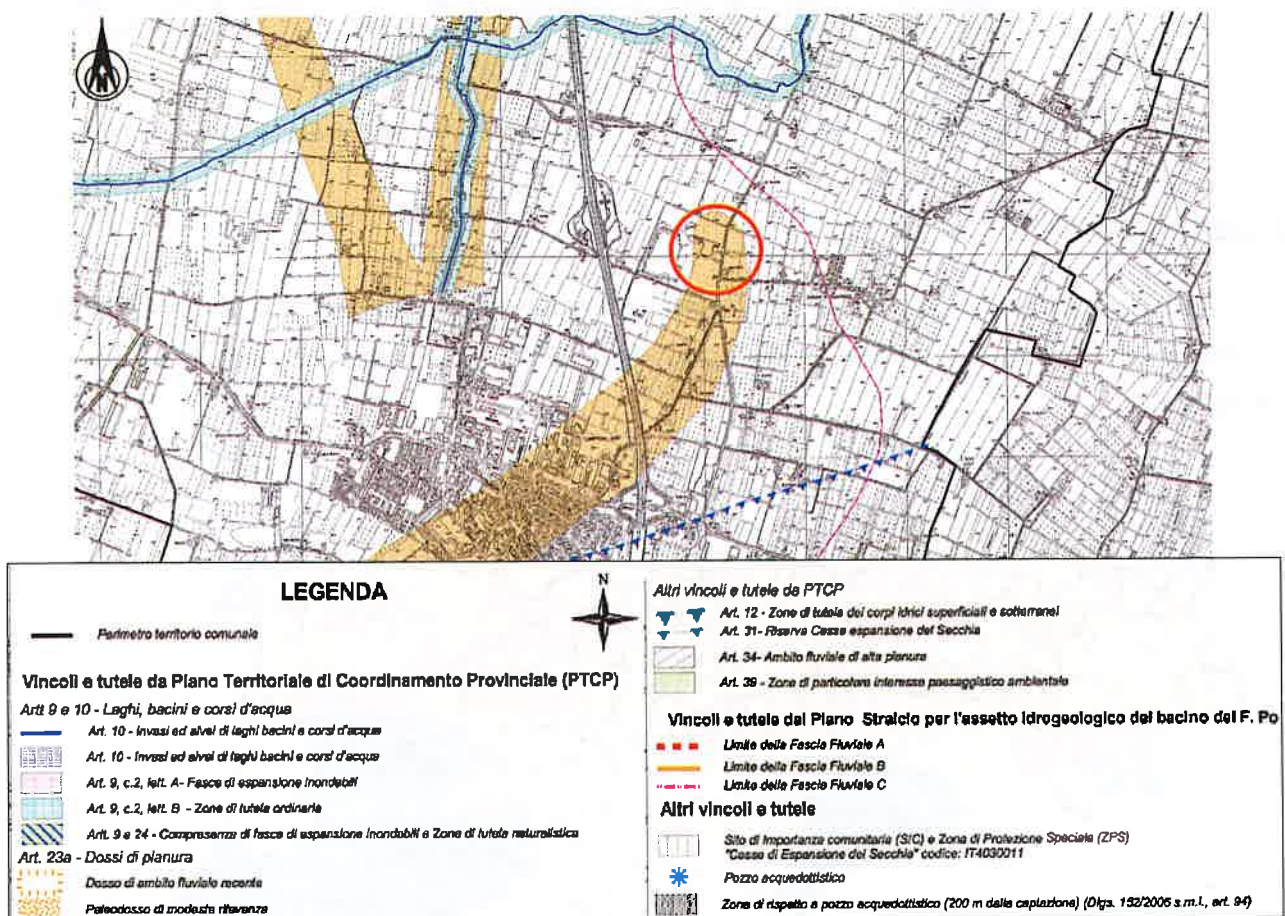 LEGENDA
N
Perimetro territorio comunale
Vincoli e tutele da Piano Territoriale di Coordinamento Provinciale (PTCP)
Artt 9 e 10 - Laghi, bacini e corsi d'acqua
Art. 10 - Invasi ed alvei di laghi bacini e corsi d'acqua
Art. 10 - Invasi ed alvei di laghi bacini e corsi d'acqua
Art. 9, c.2, lett. A- Fasce di espansione inondabili
Art. 9, c.2, lett. B - Zone di tutela ordinaria
Artt. 9 e 24 - Compresenza di fasce di espansione inondabili e Zone di tutela naturalistica
Art. 23a - Dossi di pianura
Dosso di ambito fluviale recente
Paleodosso di modesta rilevanza
Altri vincoli e tutele da PTCP
Art. 12 - Zone di tutela dei corpi idrici superficiali e sotterranei
Art. 31- Riserva Casse espansione del Secchia
Art. 34- Ambito fluviale di alta pianura
Art. 39 - Zone di particolare interesse paesaggistico ambientale
Vincoli e tutele dal Piano Stralcio per l'assetto idrogeologico del bacino del F. Po
Limite della Fascia Fluviale A
Limite della Fascia Fluviale B
Limite della Fascia Fluviale C
Altri vincoli e tutele
Sito di importanza comunitaria (SIC) e Zona di Protezione Speciale (ZPS)
"Casse di Espansione del Secchia" codice: IT4030011
Pozzo acquedottistico
Zona di rispetto a pozzo acquedottistico (200 m dalla captazione) (Dlgs. 152/2006 s.m.i., art. 94)